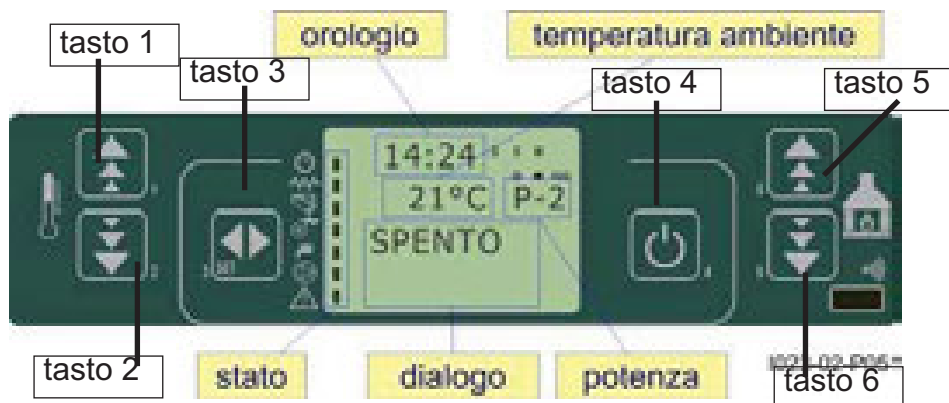 orologio
temperatura ambiente
tasto 1
tasto 3
tasto 4
tasto 5
14:24
21°C P-2
SPENTO
SET
tasto 2
stato
dialogo
potenza
tasto 6